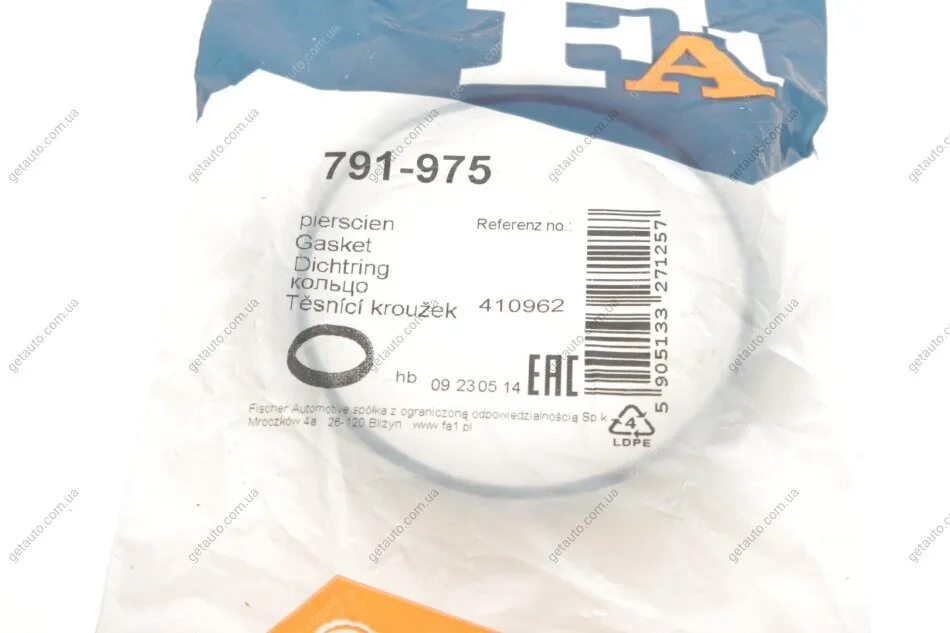 FA
791-975
pierscien
Gasket
Dichtring
кольцо
Těsnící kroužek
Referenz no.:
410962
hb 09 23 05 14
EAC
5 905133 271257
Fischer Automotive spółka z ograniczoną odpowiedzialnością Sp.k
Mroczków 4a 26-120 Bliżyn www.fa1.pl
4
LDPE
getauto.com.ua